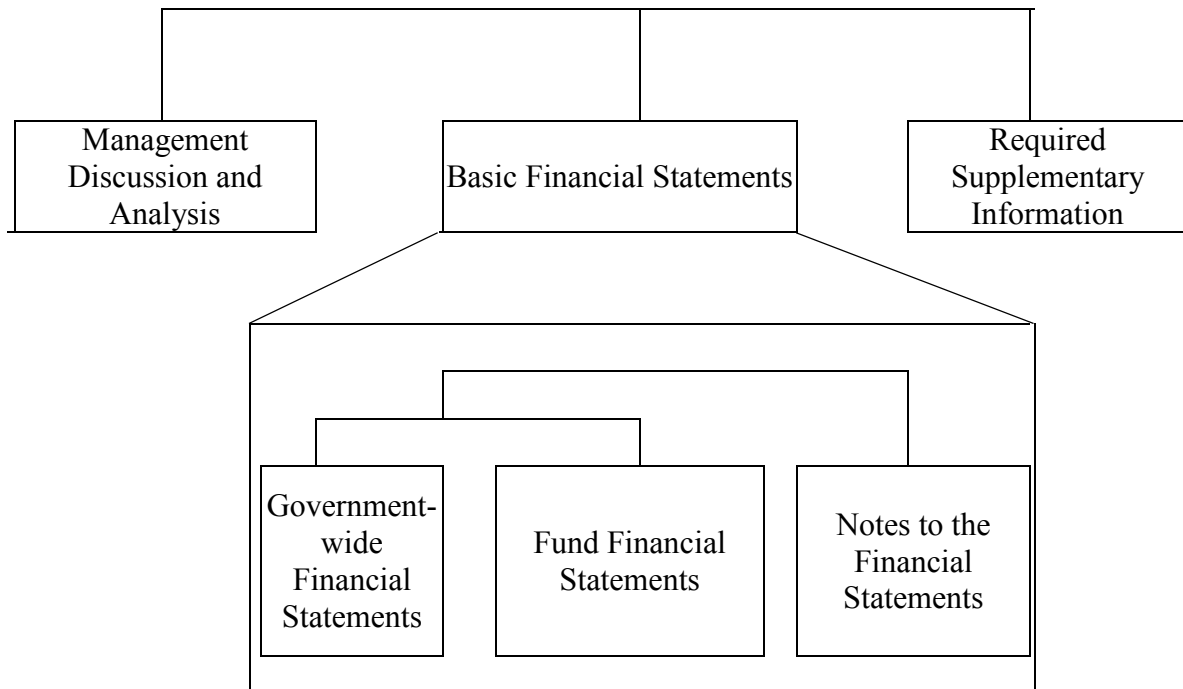 Management
Discussion and
Analysis
Basic Financial Statements
Required
Supplementary
Information
Government-
wide
Financial
Statements
Fund Financial
Statements
Notes to the
Financial
Statements